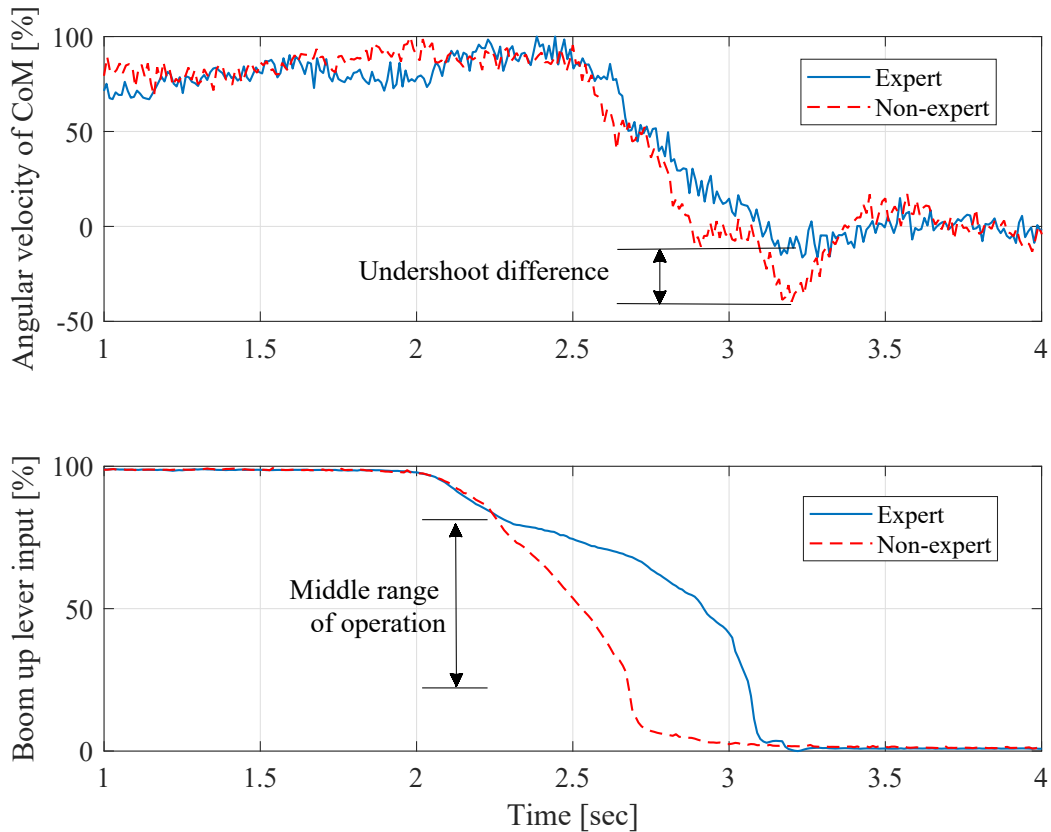 Angular velocity of CoM [%]
100
50
0
-50
Expert
Non-expert
Undershoot difference
1
1.5
2
2.5
3
3.5
4
Boom up lever input [%]
100
50
0
Expert
Non-expert
Middle range
of operation
1
1.5
2
2.5
3
3.5
4
Time [sec]